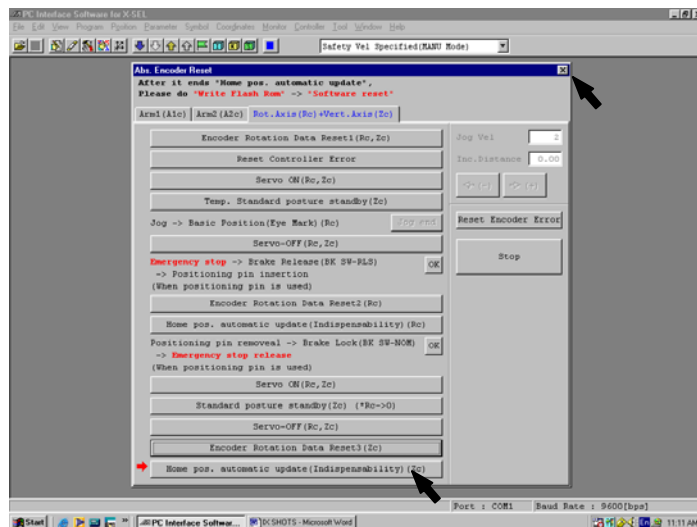 PC Interface Software for X-SEL
File Edit View Program Position Parameter Symbol Coordinates Monitor Controller Tool Window Help
Safety Vel Specified(MANU Mode)
Abs. Encoder Reset
After it ends "Home pos. automatic update",
Please do "Write Flash Rom" -> "Software reset"
Arm1(A1c) Arm2(A2c) Rot.Axis(Rc)+Vert.Axis(Zc)
Encoder Rotation Data Reset1(Rc,Zc)
Reset Controller Error
Servo ON(Rc,Zc)
Temp. Standard posture standby(Zc)
Jog -> Basic Position(Eye Mark)(Rc) Jog end
Servo-OFF(Rc,Zc)
Emergency stop -> Brake Release(BK SW-RLS)
-> Positioning pin insertion
(When positioning pin is used)
OK
Encoder Rotation Data Reset2(Rc)
Home pos. automatic update(Indispensability)(Rc)
Positioning pin removeal -> Brake Lock(BK SW-NOM)
-> Emergency stop release
(When positioning pin is used)
OK
Servo ON(Rc,Zc)
Standard posture standby(Zc) (*Rc->0)
Servo-OFF(Rc,Zc)
Encoder Rotation Data Reset3(Zc)
Home pos. automatic update(Indispensability)(Zc)
Jog Vel 2
Inc.Distance 0.00
(-) (+)
Reset Encoder Error
Stop
Port : COM1 Baud Rate : 9600[bps]
Start PC Interface Softwar... SHOTS - Microsoft Word En 11:11 AM